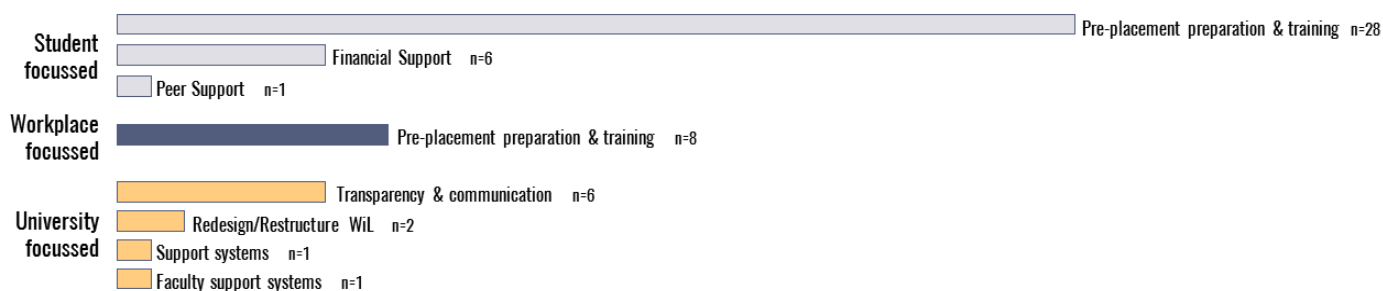 Student
focussed
Pre-placement preparation & training n=28
Financial Support n=6
Peer Support n=1
Workplace
focussed
Pre-placement preparation & training n=8
University
focussed
Transparency & communication n=6
Redesign/Restructure WiL n=2
Support systems n=1
Faculty support systems n=1